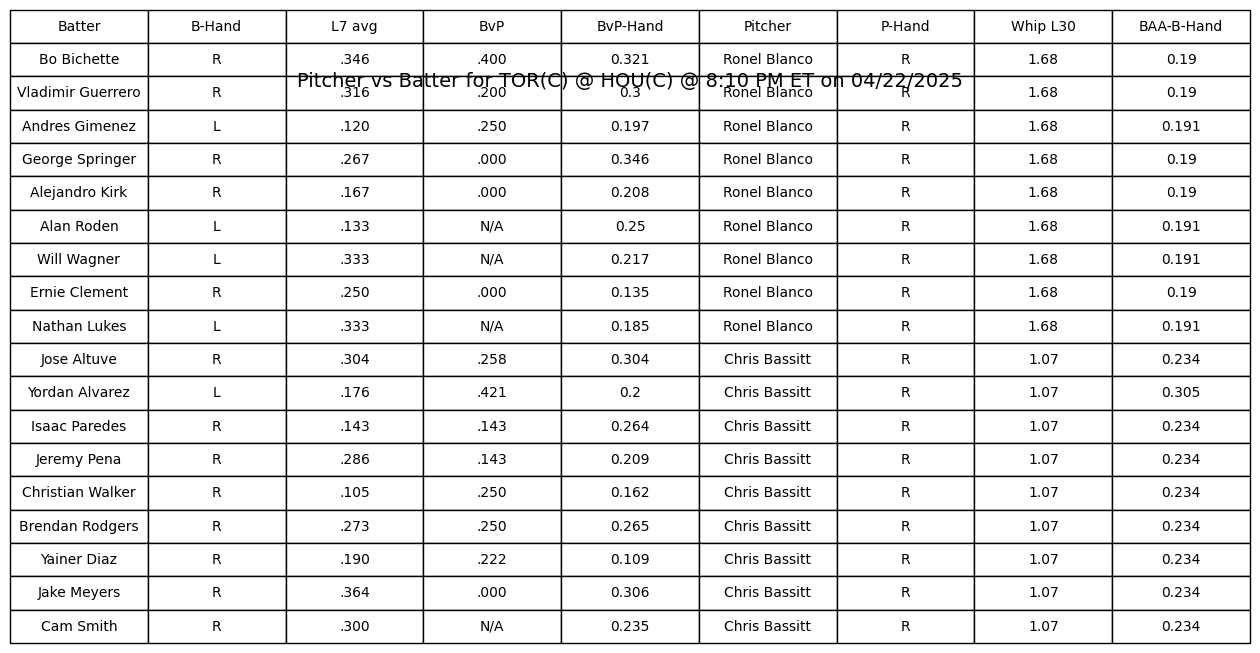 Batter B-Hand L7 avg BvP BvP-Hand Pitcher P-Hand Whip L30 BAA-B-Hand
Bo Bichette R .346 .400 0.321 Ronel Blanco R 1.68 0.19
Pitcher vs Batter for TOR(C) @ HOU(C) @ 8:10 PM ET on 04/22/2025
Vladimir Guerrero R .316 .200 0.3 Ronel Blanco R 1.68 0.19
Andres Gimenez L .120 .250 0.197 Ronel Blanco R 1.68 0.191
George Springer R .267 .000 0.346 Ronel Blanco R 1.68 0.19
Alejandro Kirk R .167 .000 0.208 Ronel Blanco R 1.68 0.19
Alan Roden L .133 N/A 0.25 Ronel Blanco R 1.68 0.191
Will Wagner L .333 N/A 0.217 Ronel Blanco R 1.68 0.191
Ernie Clement R .250 .000 0.135 Ronel Blanco R 1.68 0.19
Nathan Lukes L .333 N/A 0.185 Ronel Blanco R 1.68 0.191
Jose Altuve R .304 .258 0.304 Chris Bassitt R 1.07 0.234
Yordan Alvarez L .176 .421 0.2 Chris Bassitt R 1.07 0.305
Isaac Paredes R .143 .143 0.264 Chris Bassitt R 1.07 0.234
Jeremy Pena R .286 .143 0.209 Chris Bassitt R 1.07 0.234
Christian Walker R .105 .250 0.162 Chris Bassitt R 1.07 0.234
Brendan Rodgers R .273 .250 0.265 Chris Bassitt R 1.07 0.234
Yainer Diaz R .190 .222 0.109 Chris Bassitt R 1.07 0.234
Jake Meyers R .364 .000 0.306 Chris Bassitt R 1.07 0.234
Cam Smith R .300 N/A 0.235 Chris Bassitt R 1.07 0.234